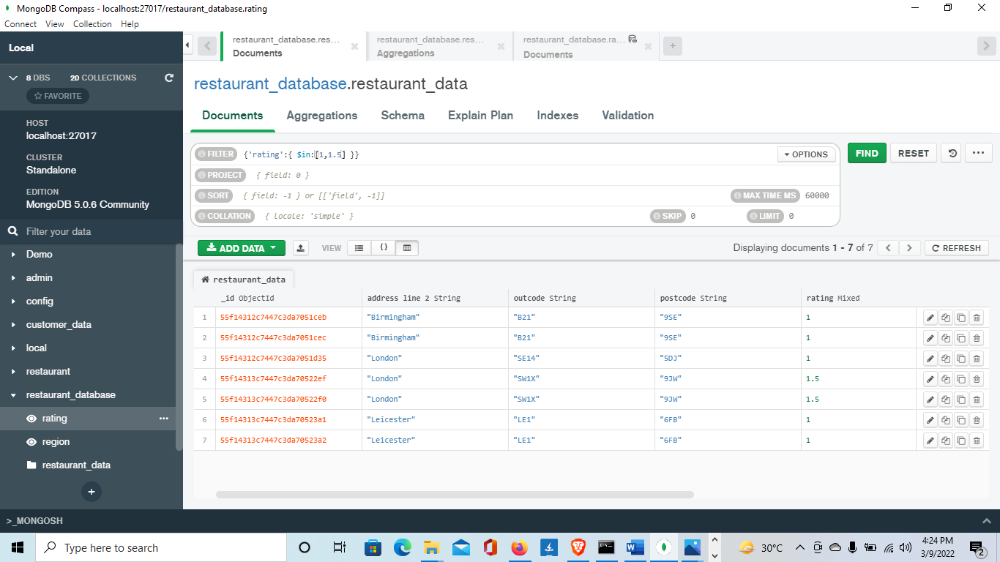 MongoDB Compass - localhost:27017/restaurant_database.rating
Connect View Collection Help
Local
8 DBS 20 COLLECTIONS
FAVORITE
HOST
localhost:27017
CLUSTER
Standalone
EDITION
MongoDB 5.0.6 Community
Filter your data
Demo
admin
config
customer_data
local
restaurant
restaurant_database
rating
region
restaurant_data
restaurant_database.res...
Documents
restaurant_database.res...
Aggregations
restaurant_database.ra...
Documents
restaurant_database.restaurant_data
Documents Aggregations Schema Explain Plan Indexes Validation
FILTER {'rating':{ $in:[1,1.5] }} OPTIONS FIND RESET
PROJECT { field: 0 }
SORT { field: -1 } or [['field', -1]] MAX TIME MS 60000
COLLATION { locale: 'simple' } SKIP 0 LIMIT 0
ADD DATA VIEW {} Displaying documents 1 - 7 of 7 REFRESH
restaurant_data
_id ObjectId address line 2 String outcode String postcode String rating Mixed
1 55f14312c7447c3da7051ceb "Birmingham" "B21" "9SE" 1
2 55f14312c7447c3da7051cec "Birmingham" "B21" "9SE" 1
3 55f14312c7447c3da7051d35 "London" "SE14" "5DJ" 1
4 55f14313c7447c3da70522ef "London" "SW1X" "9JW" 1.5
5 55f14313c7447c3da70522f0 "London" "SW1X" "9JW" 1.5
6 55f14313c7447c3da70523a1 "Leicester" "LE1" "6FB" 1
7 55f14313c7447c3da70523a2 "Leicester" "LE1" "6FB" 1
>_MONGOSH
Type here to search
30°C
4:24 PM
3/9/2022
2